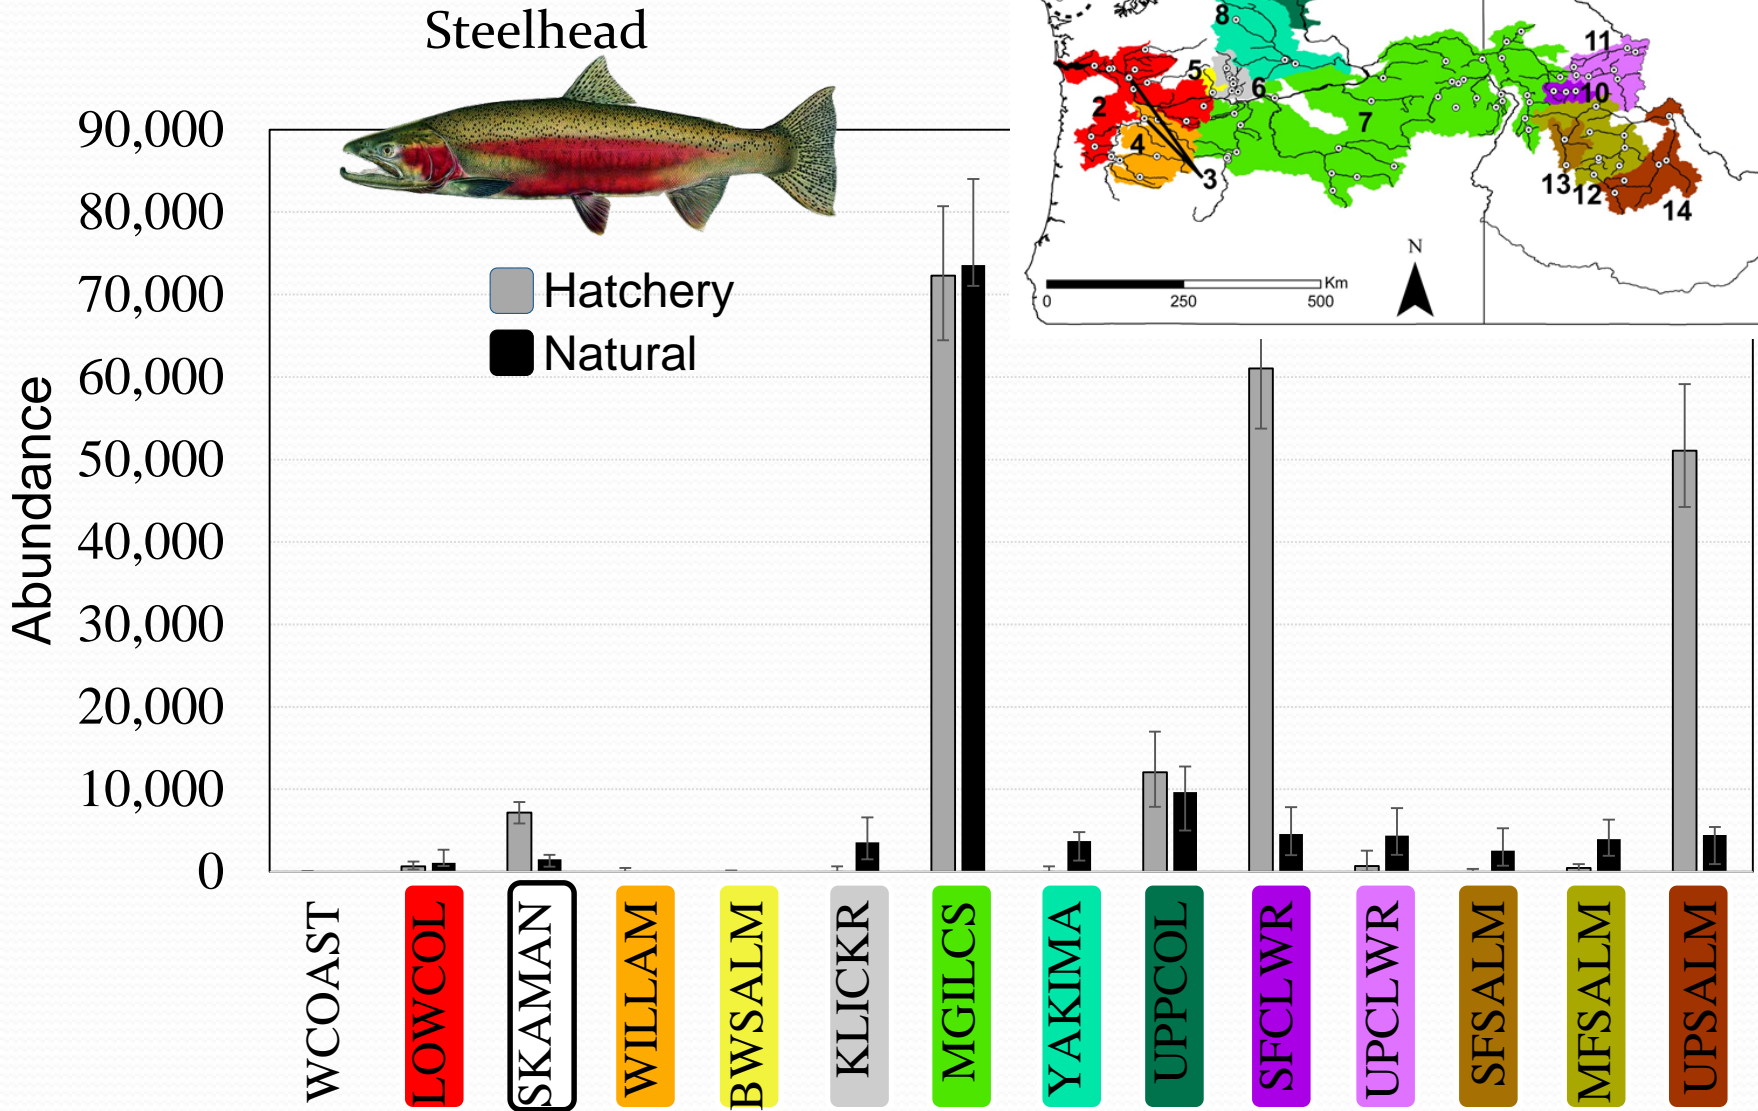 Steelhead
90,000
80,000
70,000
60,000
50,000
40,000
30,000
20,000
10,000
0
Abundance
Hatchery
Natural
8
11
5
6
10
2
7
4
3
13
12
14
N
Km
0
250
500
WCOAST
LOWCOL
SKAMAN
WILLAM
BWSALM
KLICKR
MGILCS
YAKIMA
UPPCOL
SFCLWR
UPCLWR
SFSALM
MFSALM
UPSALM